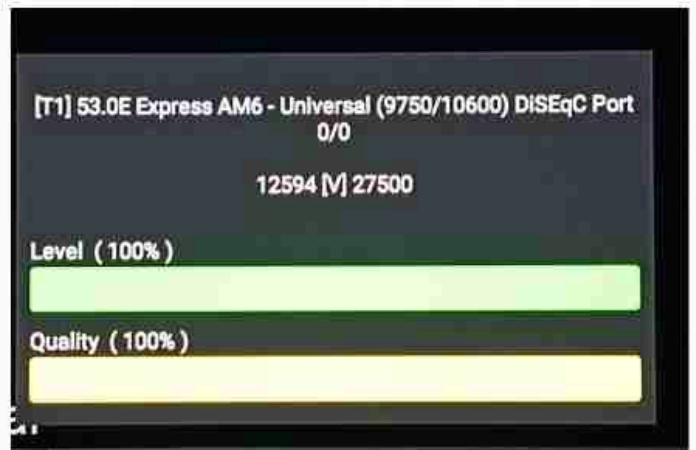 [T1] 53.0E Express AM6 - Universal (9750/10600) DiSEqC Port
0/0
12594 [V] 27500
Level ( 100% )
Quality ( 100% )